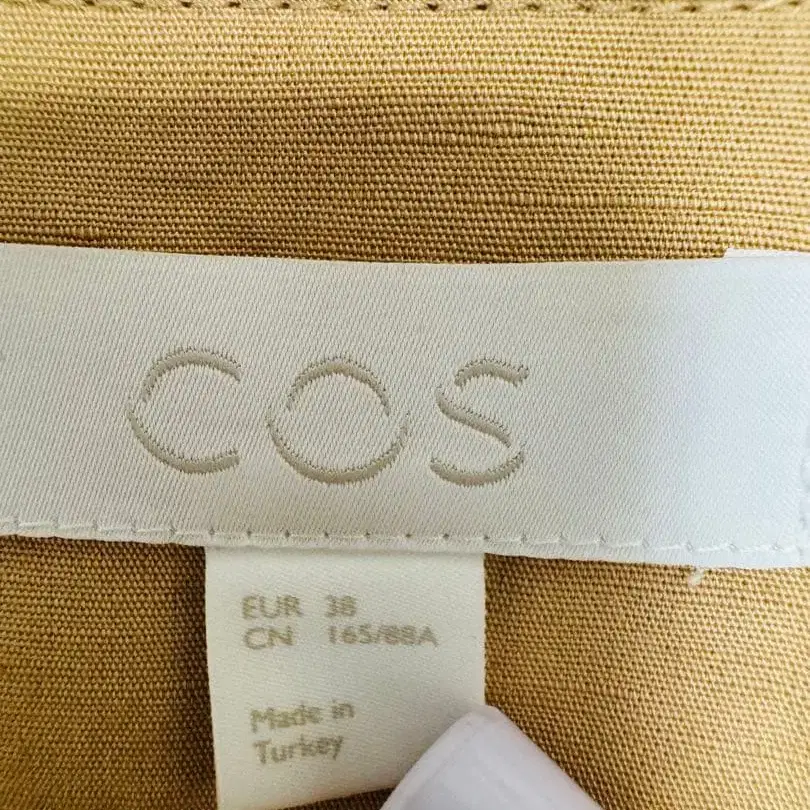 COS
EUR 38
CN 165/88A
Made in
Turkey